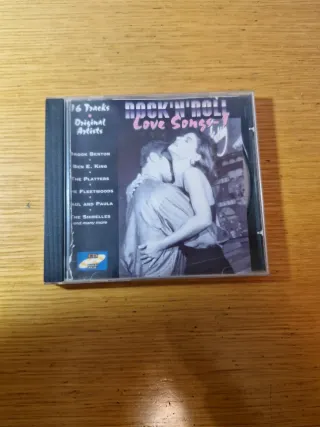 16 Tracks
Original
Artists
ROCK'N'ROLL
Love Songs
BROOK BENTON
BEN E. KING
THE PLATTERS
THE FLEETWOODS
PAUL AND PAULA
THE SHIRELLES
and many more